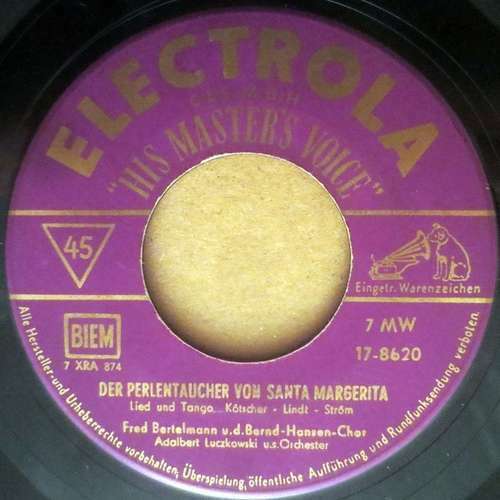 ELECTROLA
G.M.B.H
"HIS MASTER'S VOICE"
45
Eingetr. Warenzeichen
BIEM
7 XRA 874
7 MW
17-8620
DER PERLENTAUCHER VON SANTA MARGERITA
Lied und Tango... Kötscher - Lindt - Ström
Fred Bertelmann u.d.Bernd-Hansen-Chor
Adalbert Luczkowski u.s.Orchester
Alle Hersteller-und Urheberrechte vorbehalten, Überspielung, öffentliche Aufführung und Rundfunksendung verboten.